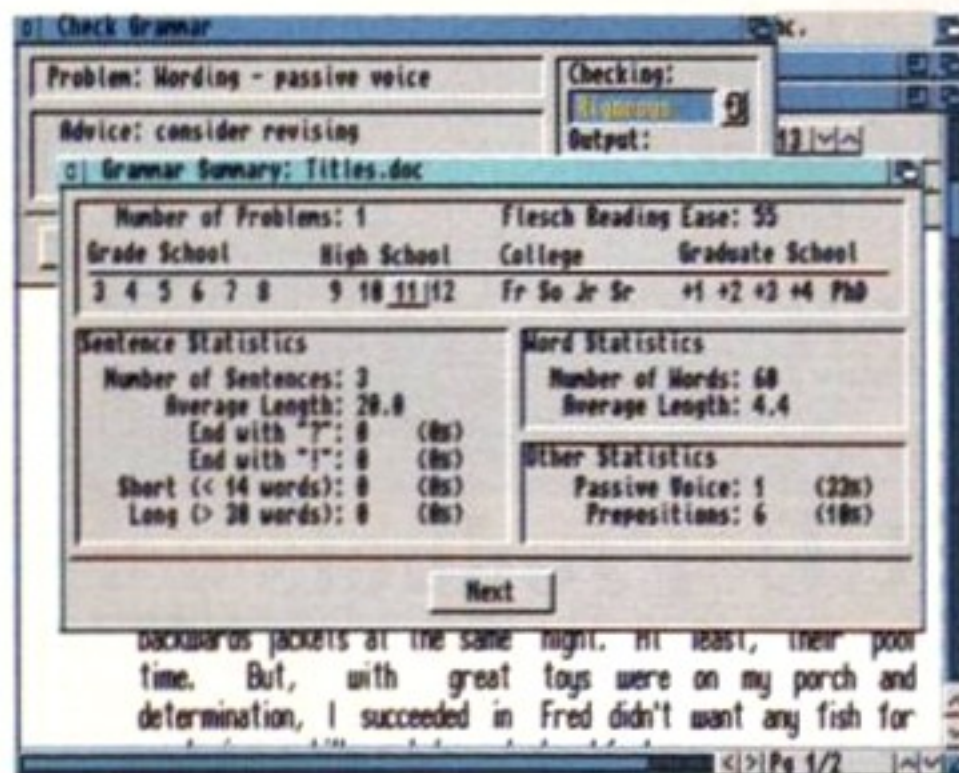 Check Grammar
oc.
Problem: Wording - passive voice
Checking:
Rigorous
Advice: consider revising
Output:
13
Grammar Summary: Titles.doc
Number of Problems: 1 Flesch Reading Ease: 55
Grade School High School College Graduate School
3 4 5 6 7 8 9 10 11 12 Fr So Jr Sr +1 +2 +3 +4 PhD
Sentence Statistics
Number of Sentences: 3
Average Length: 20.0
End with "?": 0 (0%)
End with "!": 0 (0%)
Short (< 14 words): 0 (0%)
Long (> 30 words): 0 (0%)
Word Statistics
Number of Words: 60
Average Length: 4.4
Other Statistics
Passive Voice: 1 (33%)
Prepositions: 6 (10%)
Next
backwards jackets at the same
time. But, with great
determination, I succeeded in
night. At least, their pool
toys were on my porch and
Fred didn't want any fish for
Pg 1/2